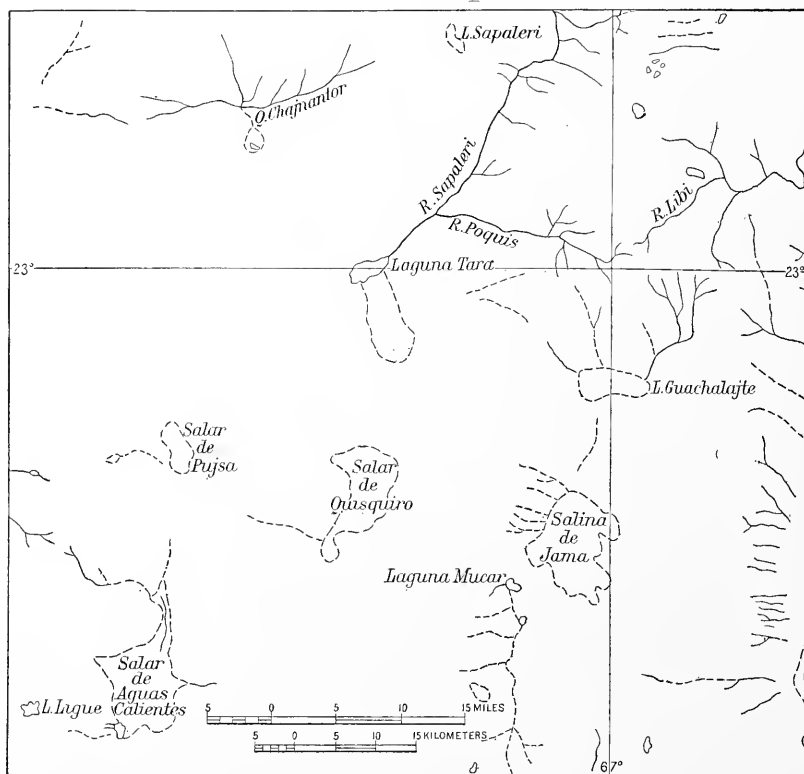 L. Sapaleri
Q. Chajnantor
R. Sapaleri
R. Libi
R. Poquis
23°
Laguna Tara
23°
L. Guachalajte
Salar
de
Pujsa
Salar
de
Quisquiro
Salina
de
Jama
Laguna Mucar
Salar
de
Aguas
Calientes
L. Ligue
5 0 5 10 15 MILES
5 0 5 10 15 KILOMETERS
67°